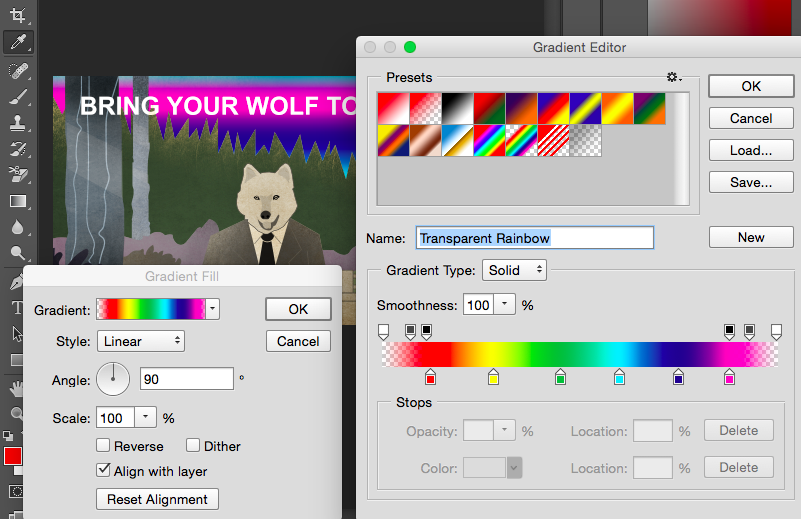 Gradient Editor
Presets
OK
Cancel
Load...
Save...
BRING YOUR WOLF TO
Name: Transparent Rainbow
New
Gradient Type: Solid
Smoothness: 100 %
Stops
Opacity: % Location: % Delete
Color: Location: % Delete
Gradient Fill
Gradient: OK
Style: Linear Cancel
Angle: 90 °
Scale: 100 %
Reverse Dither
Align with layer
Reset Alignment
T